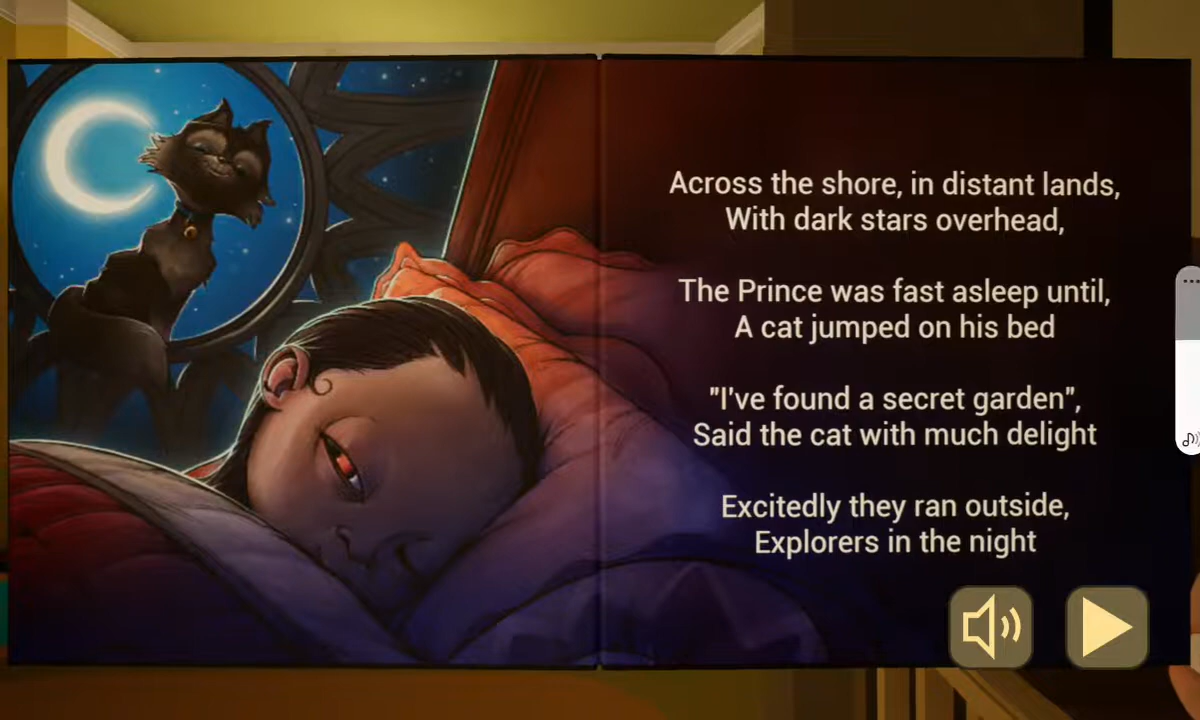 Across the shore, in distant lands,
With dark stars overhead,
The Prince was fast asleep until,
A cat jumped on his bed
"I've found a secret garden",
Said the cat with much delight
Excitedly they ran outside,
Explorers in the night